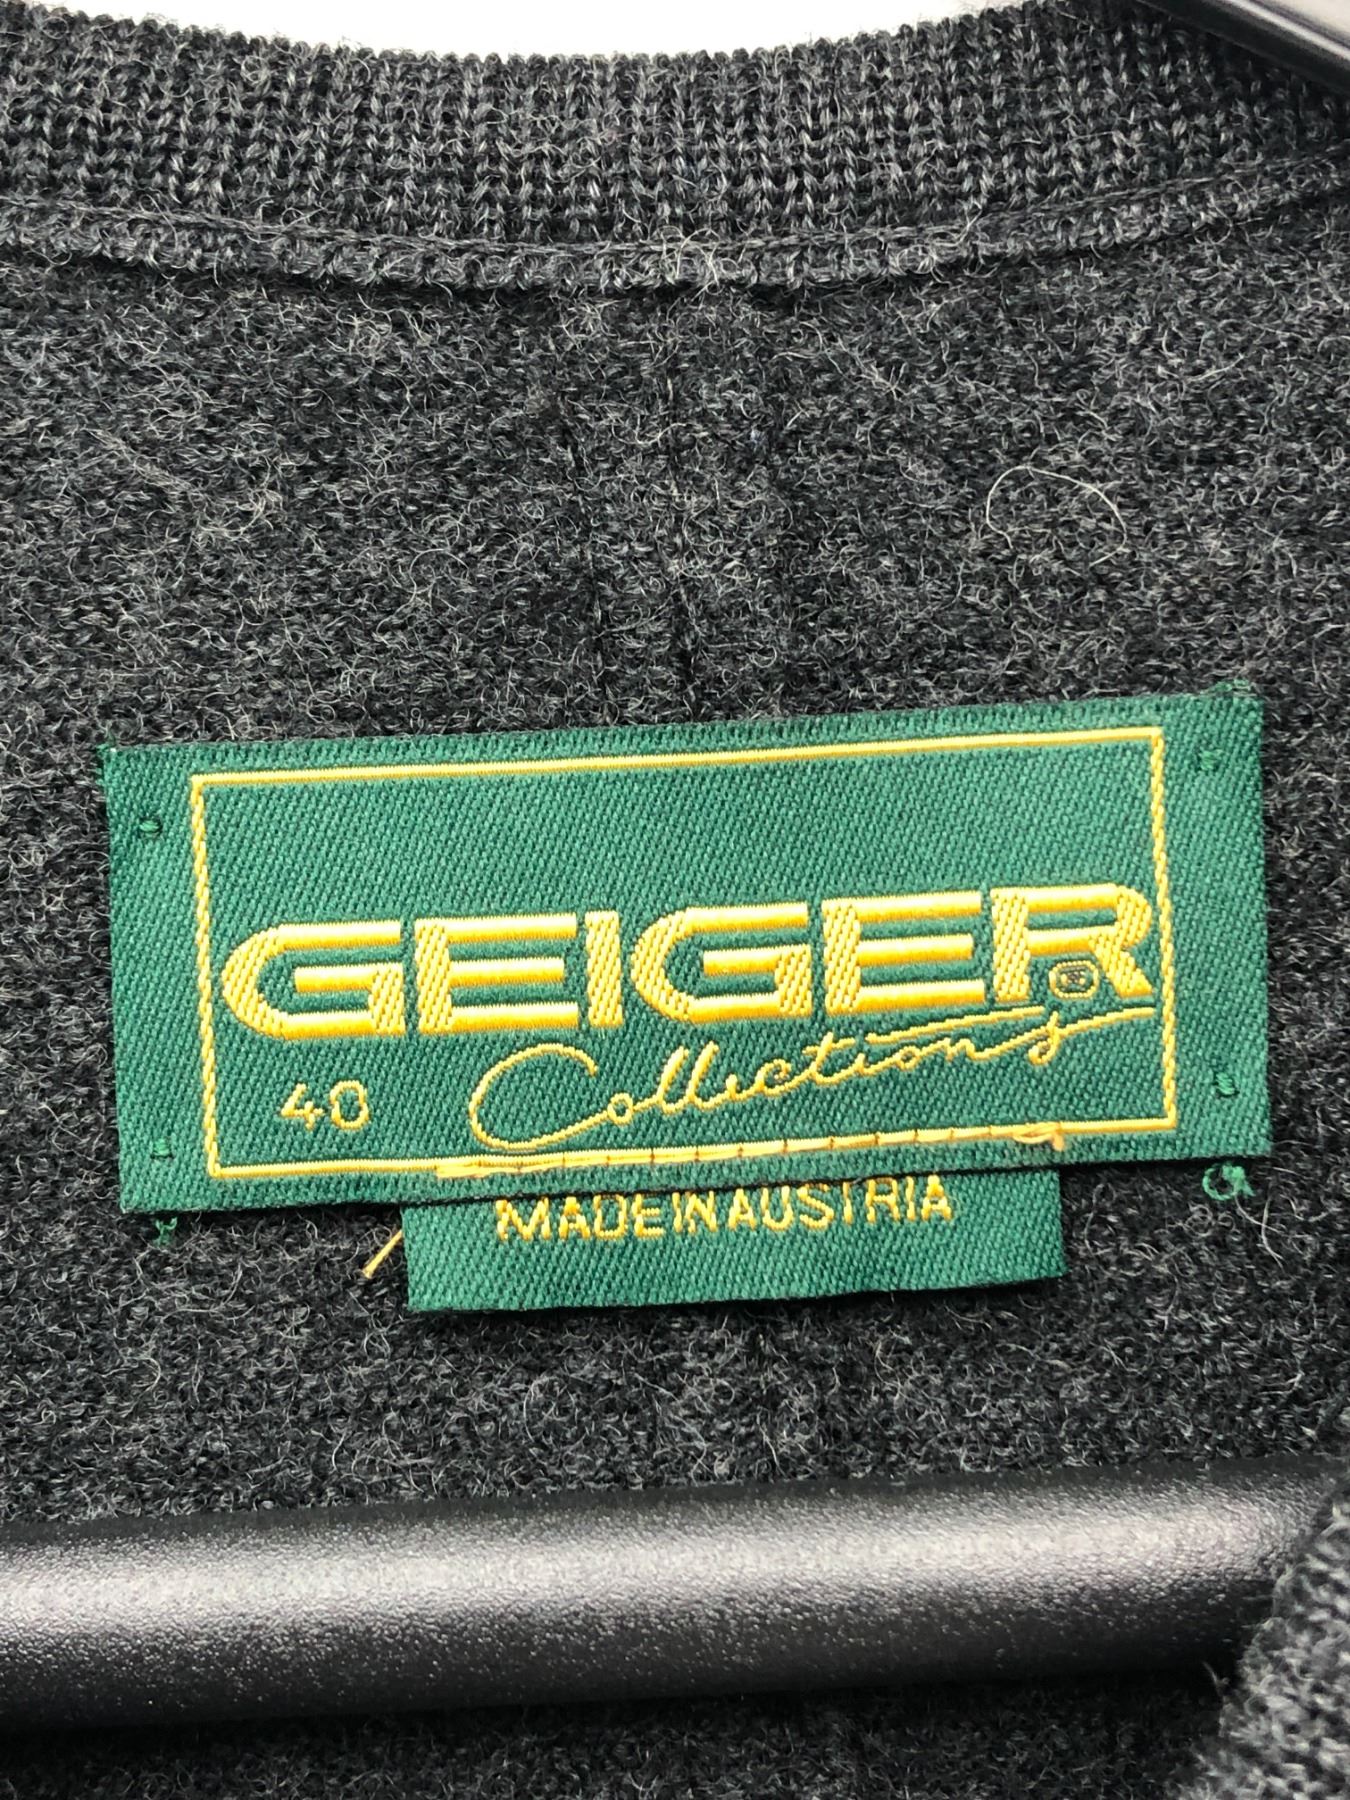 GEIGER ®
40 Collections
MADE IN AUSTRIA